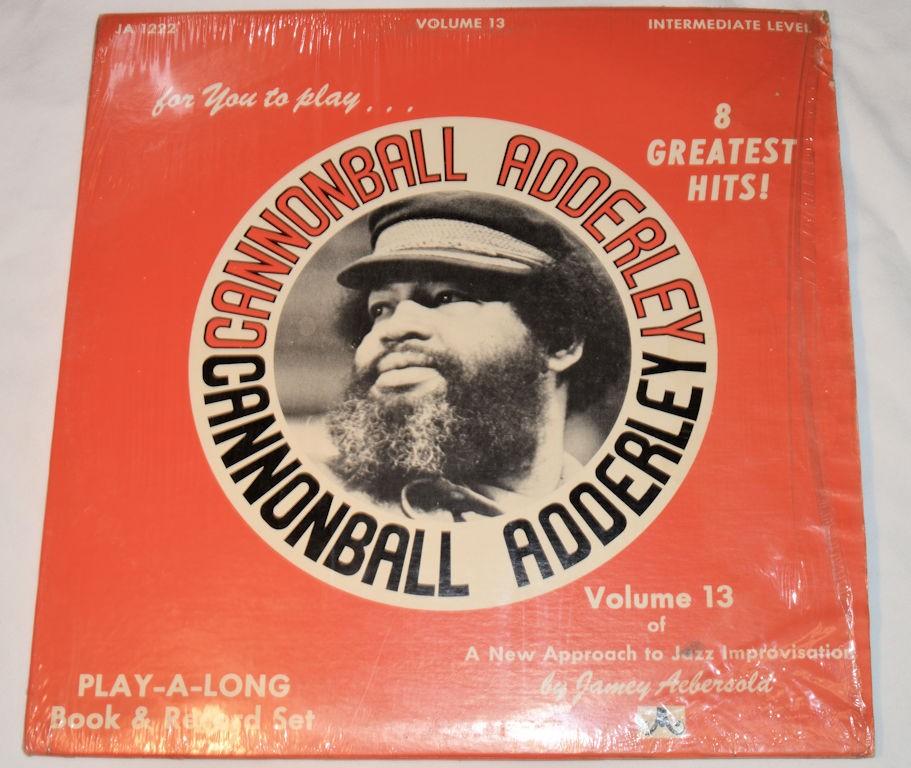 JA 1222
VOLUME 13
INTERMEDIATE LEVEL
for You to play...
8
GREATEST
HITS!
CANNONBALL ADDERLEY
CANNONBALL ADDERLEY
Volume 13
of
A New Approach to Jazz Improvisation
by Jamey Aebersold
PLAY-A-LONG
Book & Record Set